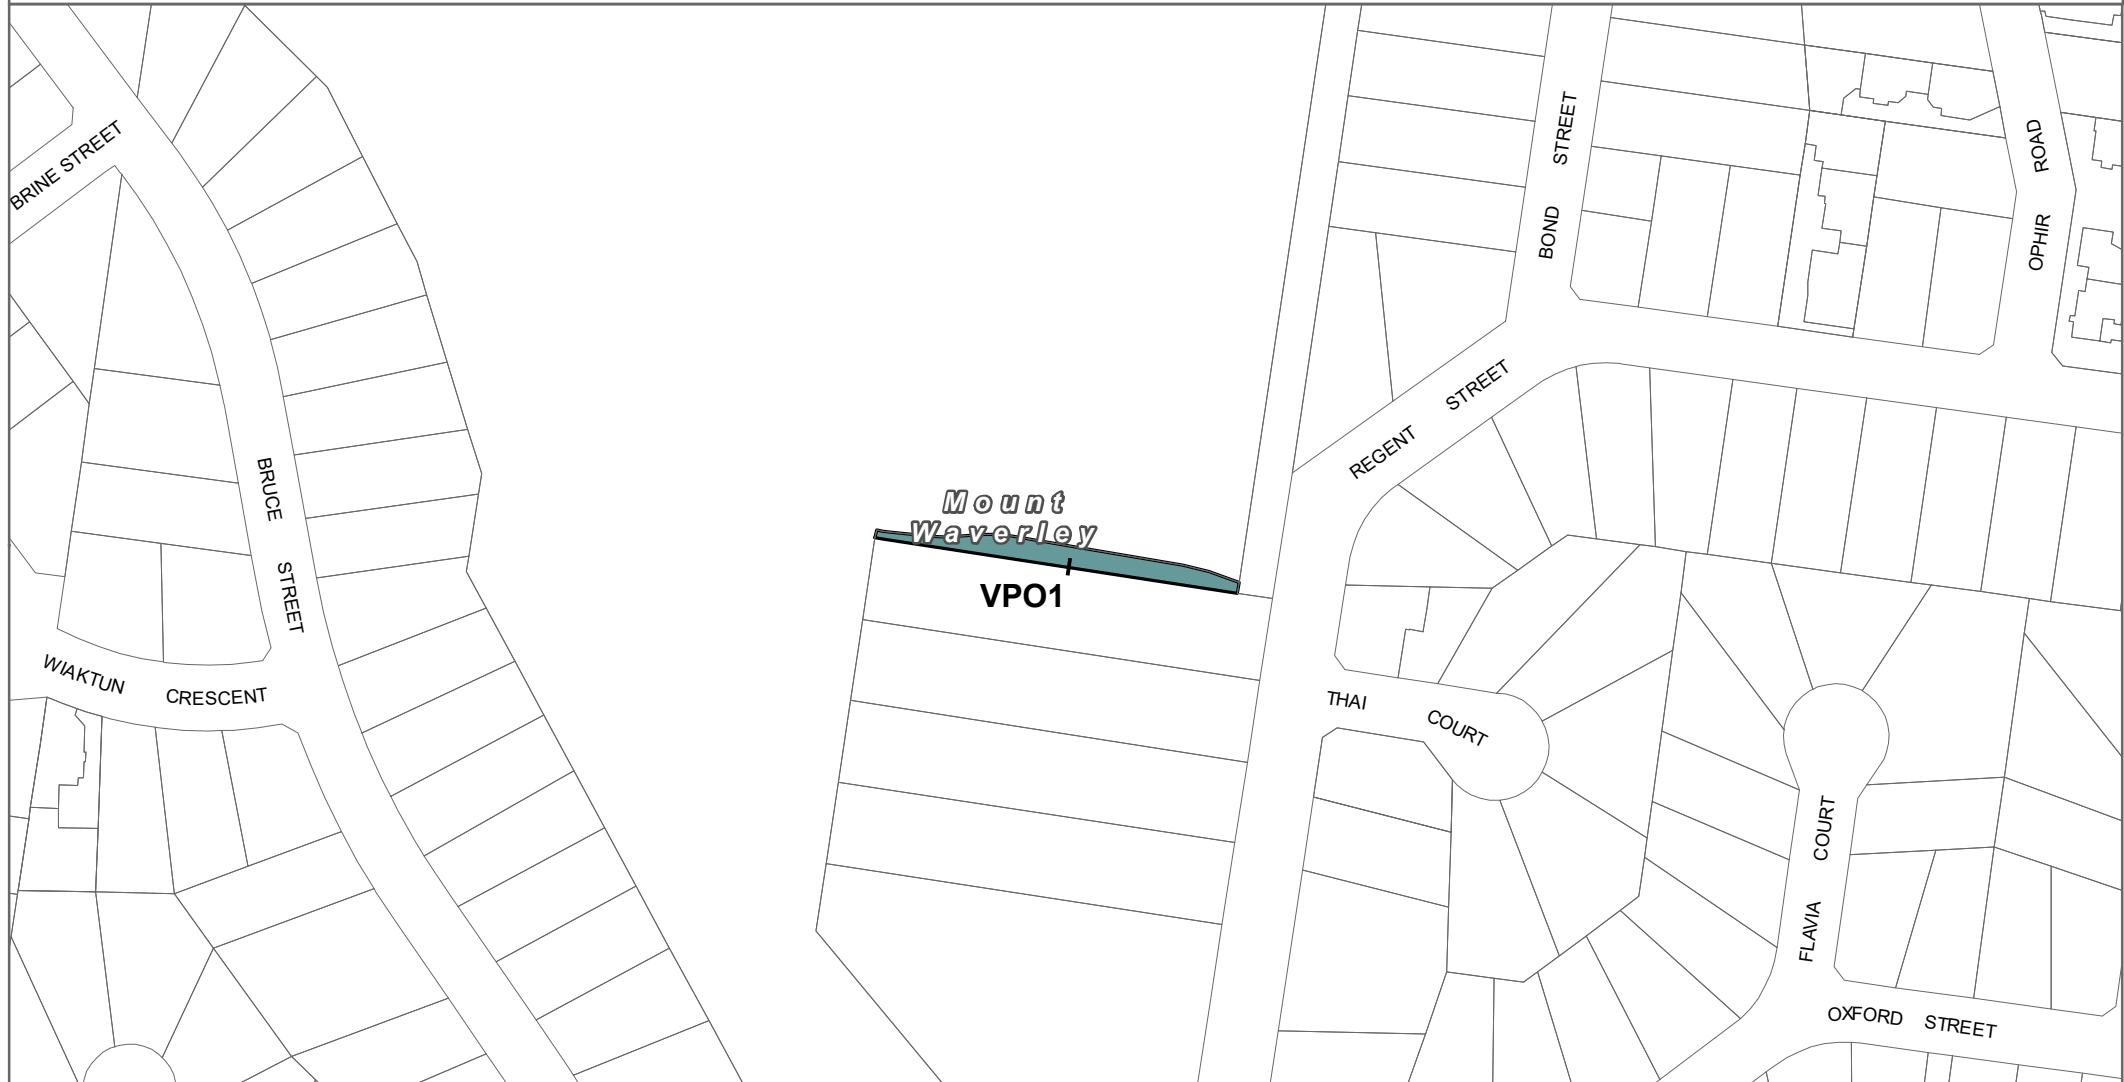 BRINE STREET
BOND STREET
OPHIR ROAD
REGENT STREET
BRUCE STREET
Mount
Waverley
VPO1
WIAKTUN CRESCENT
THAI COURT
FLAVIA COURT
OXFORD STREET